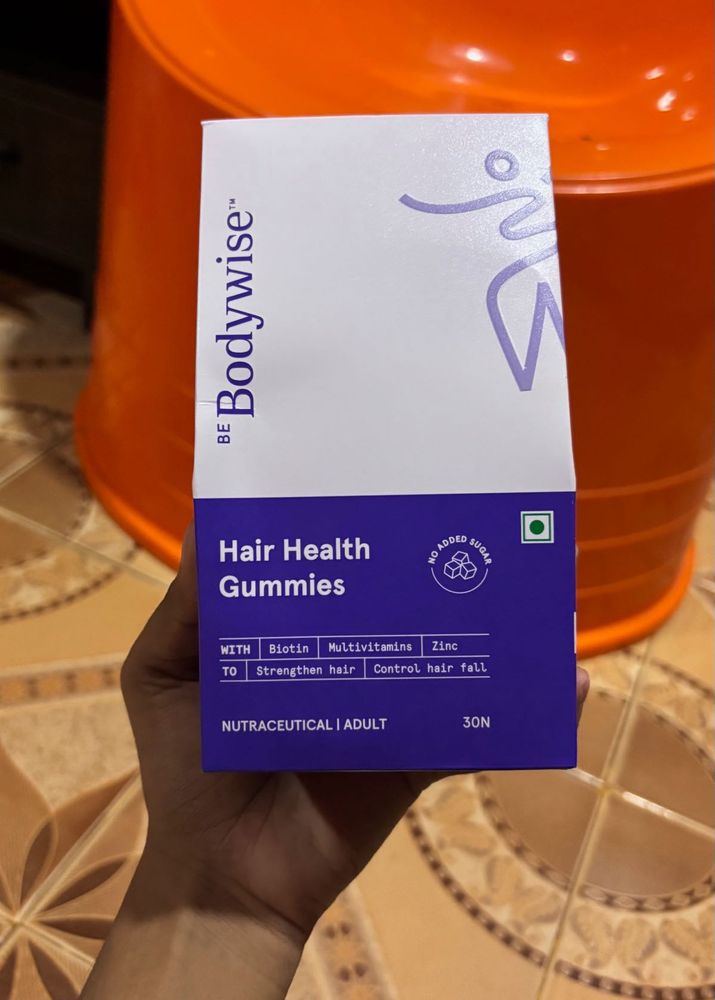 BE Bodywise™
Hair Health
Gummies
NO ADDED SUGAR
WITH Biotin Multivitamins Zinc
TO Strengthen hair Control hair fall
NUTRACEUTICAL | ADULT 30N